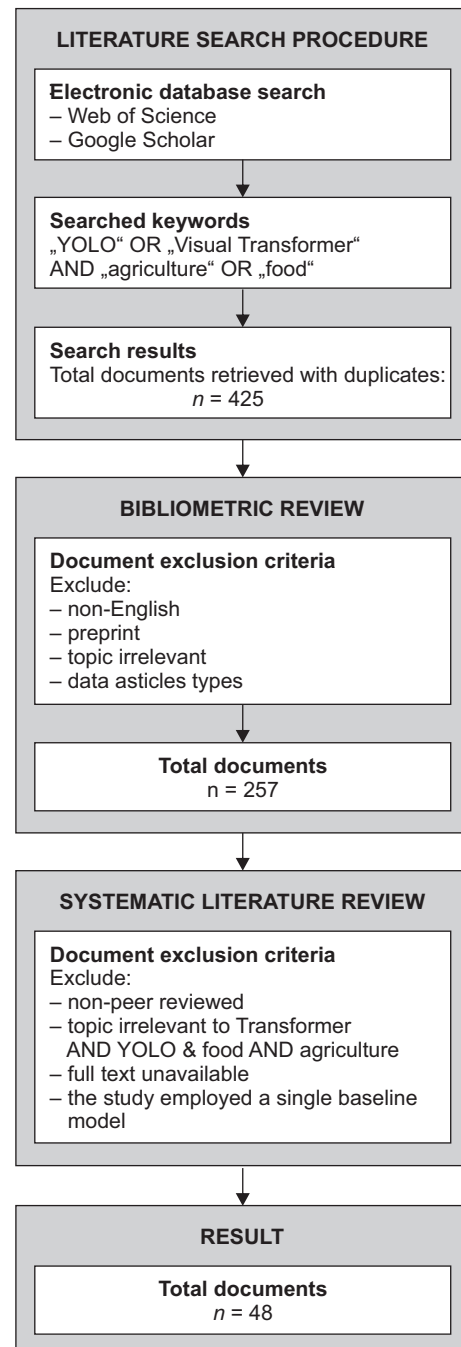 LITERATURE SEARCH PROCEDURE
Electronic database search
– Web of Science
– Google Scholar
Searched keywords
„YOLO“ OR „Visual Transformer“
AND „agriculture“ OR „food“
Search results
Total documents retrieved with duplicates:
n = 425
BIBLIOMETRIC REVIEW
Document exclusion criteria
Exclude:
– non-English
– preprint
– topic irrelevant
– data asticles types
Total documents
n = 257
SYSTEMATIC LITERATURE REVIEW
Document exclusion criteria
Exclude:
– non-peer reviewed
– topic irrelevant to Transformer
AND YOLO & food AND agriculture
– full text unavailable
– the study employed a single baseline
model
RESULT
Total documents
n = 48